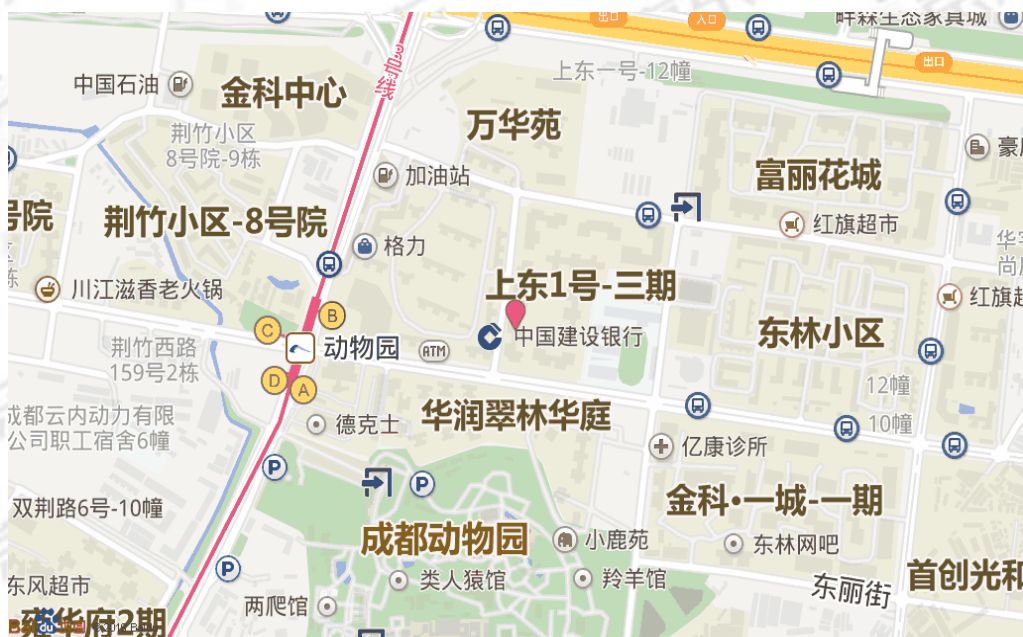 出口
入口
畔森生态家具城
出口
3号线
中国石油
金科中心
上东一号-12幢
万华苑
荆竹小区
8号院-9栋
豪
加油站
富丽花城
号院
荆竹小区-8号院
红旗超市
格力
栋
川江滋香老火锅
上东1号-三期
红旗超
B
C
中国建设银行
东林小区
荆竹西路
159号2栋
动物园
ATM
D
A
12幢
成都云内动力有限
公司职工宿舍6幢
德克士
华润翠林华庭
10幢
亿康诊所
P
P
双荆路6号-10幢
金科·一城-一期
成都动物园
小鹿苑
东林网吧
P
东风超市
类人猿馆
羚羊馆
东丽街
首创光和
两爬馆
雍华府2期